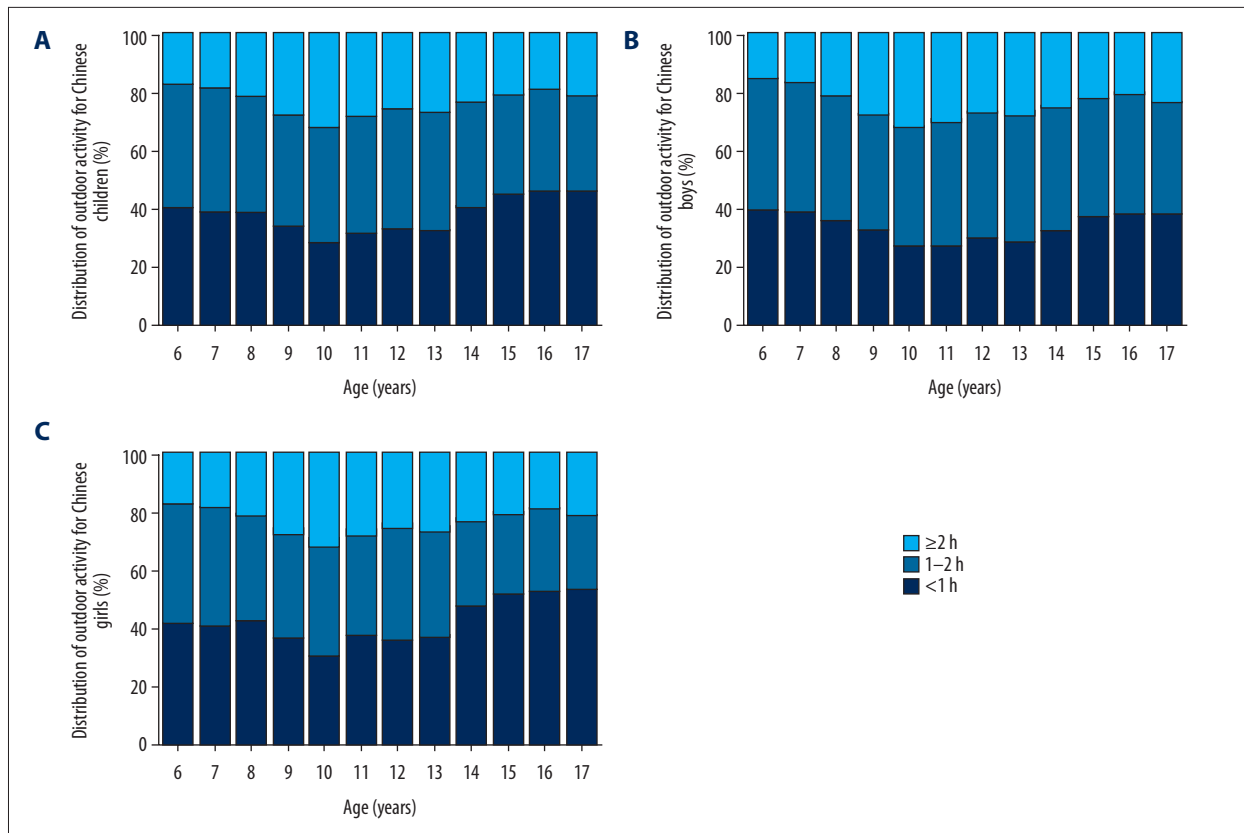 A
Distribution of outdoor activity for Chinese
children (%)
100
80
60
40
20
0
6 7 8 9 10 11 12 13 14 15 16 17
Age (years)
B
Distribution of outdoor activity for Chinese
boys (%)
100
80
60
40
20
0
6 7 8 9 10 11 12 13 14 15 16 17
Age (years)
C
Distribution of outdoor activity for Chinese
girls (%)
100
80
60
40
20
0
6 7 8 9 10 11 12 13 14 15 16 17
Age (years)
≥2 h
1–2 h
<1 h